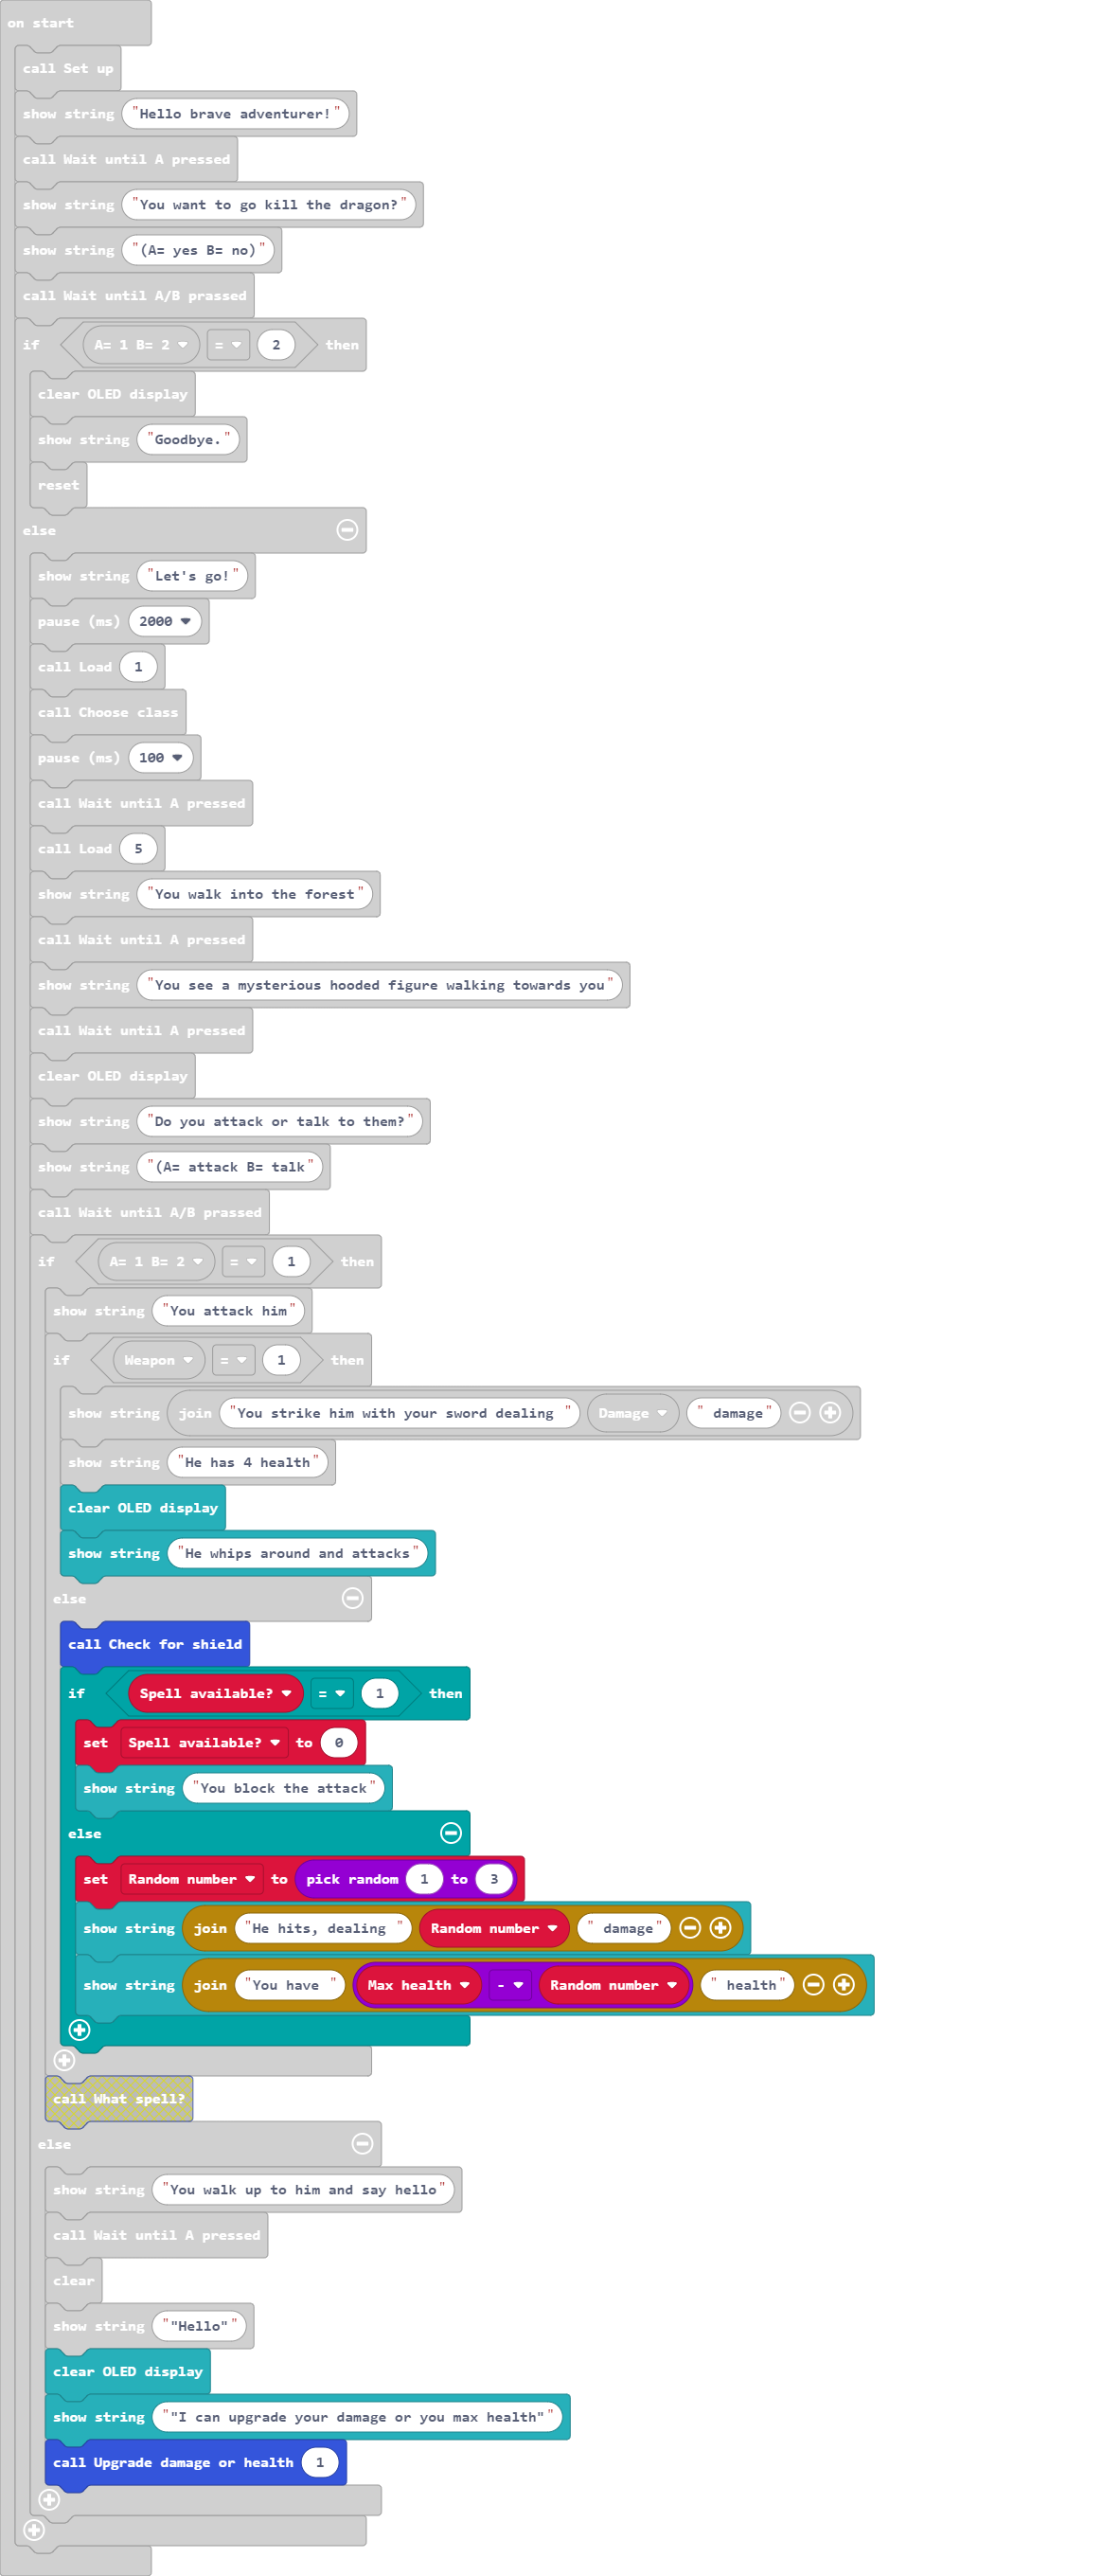 on start
call Set up
show string "Hello brave adventurer!"
call Wait until A pressed
show string "You want to go kill the dragon?"
show string "(A= yes B= no)"
call Wait until A/B prassed
if A= 1 B= 2 = 2 then
clear OLED display
show string "Goodbye."
reset
else
show string "Let's go!"
pause (ms) 2000
call Load 1
call Choose class
pause (ms) 100
call Wait until A pressed
call Load 5
show string "You walk into the forest"
call Wait until A pressed
show string "You see a mysterious hooded figure walking towards you"
call Wait until A pressed
clear OLED display
show string "Do you attack or talk to them?"
show string "(A= attack B= talk"
call Wait until A/B prassed
if A= 1 B= 2 = 1 then
show string "You attack him"
if Weapon = 1 then
show string join "You strike him with your sword dealing " Damage " damage"
show string "He has 4 health"
clear OLED display
show string "He whips around and attacks"
else
call Check for shield
if Spell available? = 1 then
set Spell available? to 0
show string "You block the attack"
else
set Random number to pick random 1 to 3
show string join "He hits, dealing " Random number " damage"
show string join "You have " Max health - Random number " health"
call What spell?
else
show string "You walk up to him and say hello"
call Wait until A pressed
clear
show string ""Hello""
clear OLED display
show string ""I can upgrade your damage or you max health""
call Upgrade damage or health 1